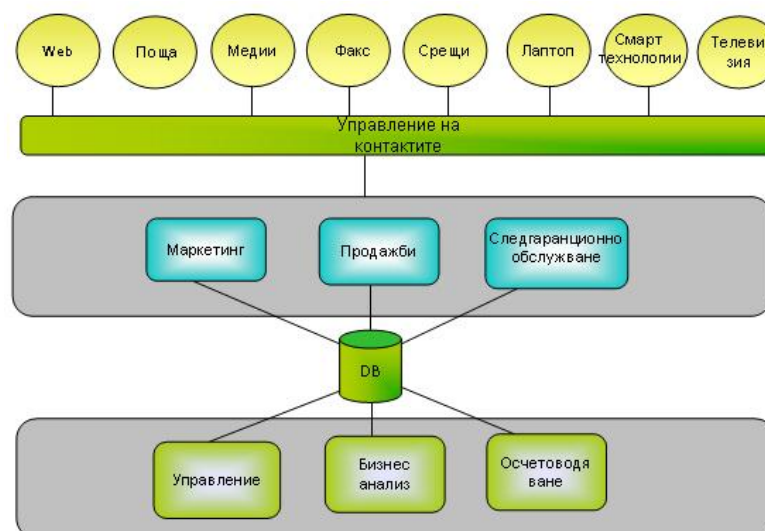 Web
Поща
Медии
Факс
Срещи
Лаптоп
Смарт
технологии
Телеви
зия
Управление на
контактите
Маркетинг
Продажби
Следгаранционно
обслужване
DB
Управление
Бизнес
анализ
Осчетоводя
ване